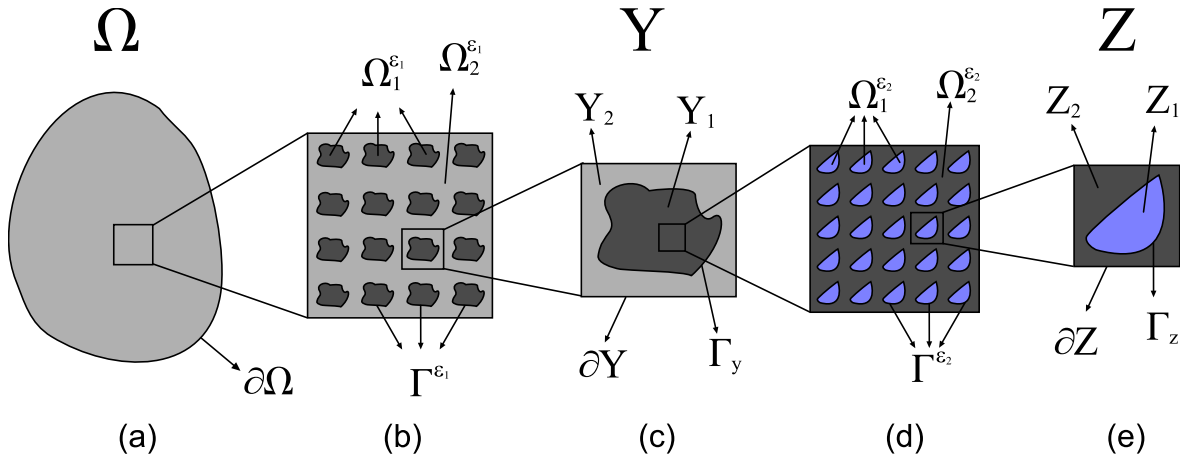 Ω
Y
Z
Ω₁^ε₁
Ω₂^ε₁
Y₂
Y₁
Ω₁^ε₂
Ω₂^ε₂
Z₂
Z₁
∂Ω
Γ^ε₁
∂Y
Γ_y
Γ^ε₂
∂Z
Γ_z
(a)
(b)
(c)
(d)
(e)